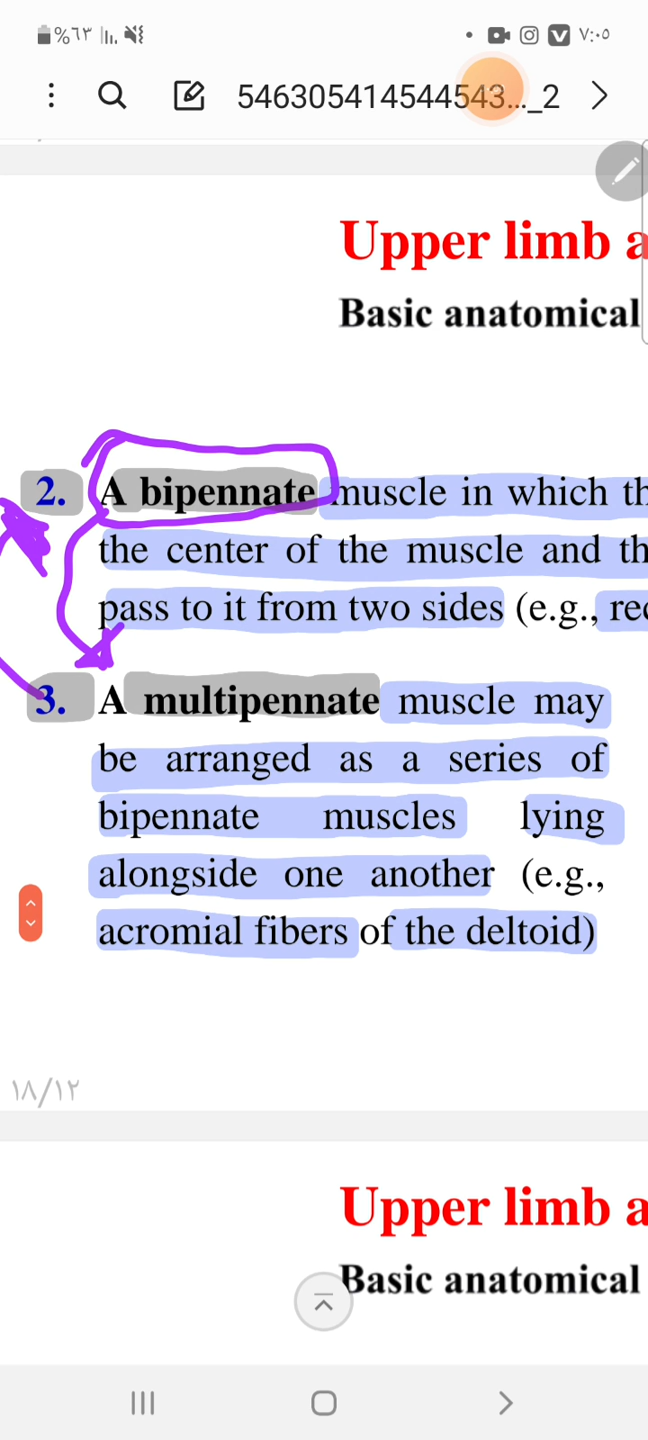 %٦٣ ٧:٠٥
546305414544543..._2
Upper limb a
Basic anatomical
2. A bipennate muscle in which th
the center of the muscle and th
pass to it from two sides (e.g., rec
3. A multipennate muscle may
be arranged as a series of
bipennate muscles lying
alongside one another (e.g.,
acromial fibers of the deltoid)
١٨/١٢
Upper limb a
Basic anatomical